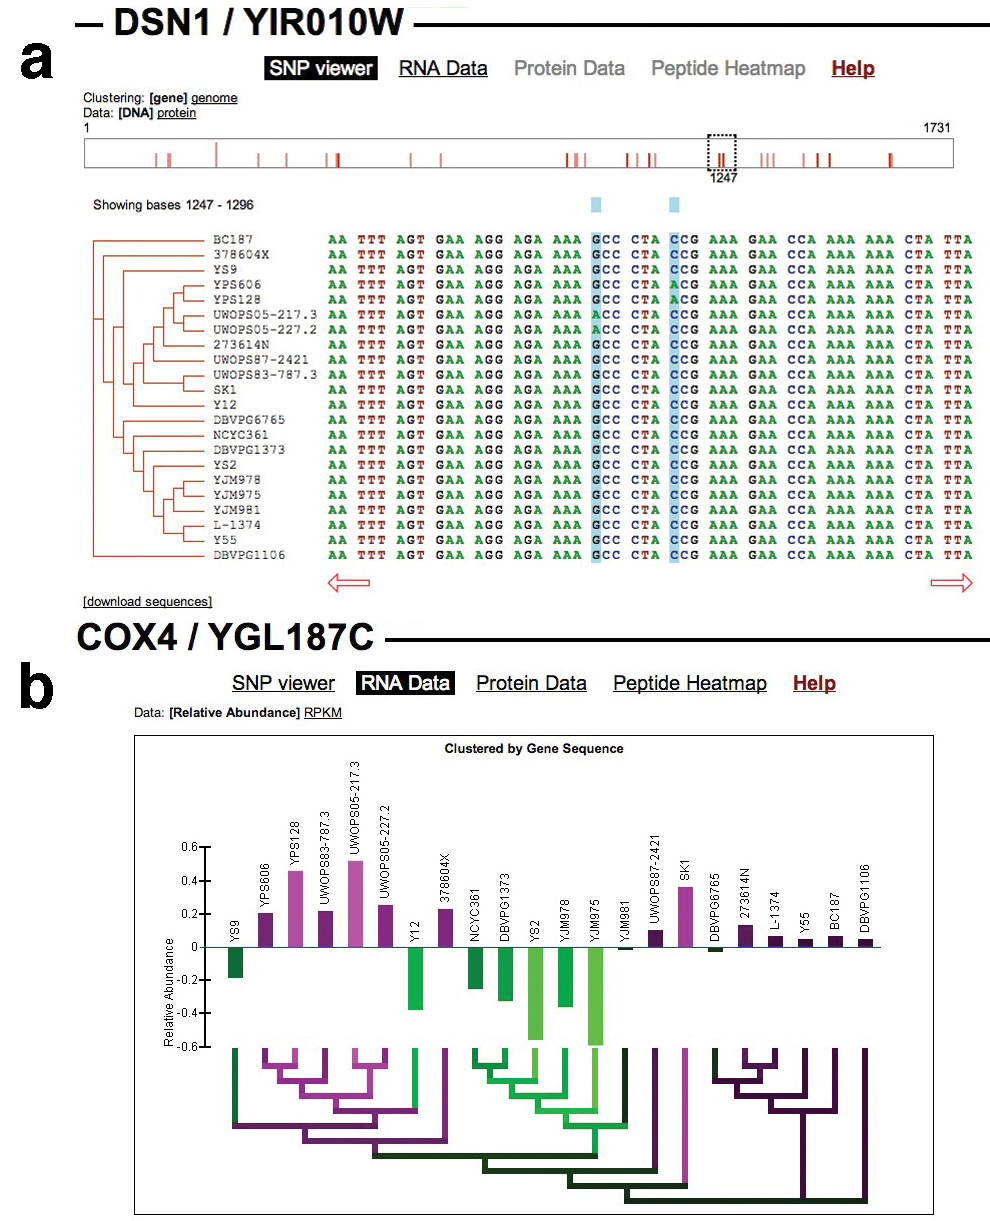 DSN1 / YIR010W
a
SNP viewer RNA Data Protein Data Peptide Heatmap Help
Clustering: [gene] genome
Data: [DNA] protein
1 1731
1247
Showing bases 1247 - 1296
BC187 AA TTT AGT GAA AGG AGA AAA GCC CTA CCG AAA GAA CCA AAA AAA CTA TTA
378604X AA TTT AGT GAA AGG AGA AAA GCC CTA CCG AAA GAA CCA AAA AAA CTA TTA
YS9 AA TTT AGT GAA AGG AGA AAA GCC CTA CCG AAA GAA CCA AAA AAA CTA TTA
YPS606 AA TTT AGT GAA AGG AGA AAA GCC CTA ACG AAA GAA CCA AAA AAA CTA TTA
YPS128 AA TTT AGT GAA AGG AGA AAA GCC CTA ACG AAA GAA CCA AAA AAA CTA TTA
UWOPS05-217.3 AA TTT AGT GAA AGG AGA AAA ACC CTA CCG AAA GAA CCA AAA AAA CTA TTA
UWOPS05-227.2 AA TTT AGT GAA AGG AGA AAA ACC CTA CCG AAA GAA CCA AAA AAA CTA TTA
273614N AA TTT AGT GAA AGG AGA AAA GCC CTA CCG AAA GAA CCA AAA AAA CTA TTA
UWOPS87-2421 AA TTT AGT GAA AGG AGA AAA GCC CTA CCG AAA GAA CCA AAA AAA CTA TTA
UWOPS83-787.3 AA TTT AGT GAA AGG AGA AAA GCC CTA CCG AAA GAA CCA AAA AAA CTA TTA
SK1 AA TTT AGT GAA AGG AGA AAA GCC CTA CCG AAA GAA CCA AAA AAA CTA TTA
Y12 AA TTT AGT GAA AGG AGA AAA GCC CTA CCG AAA GAA CCA AAA AAA CTA TTA
DBVPG6765 AA TTT AGT GAA AGG AGA AAA GCC CTA CCG AAA GAA CCA AAA AAA CTA TTA
NCYC361 AA TTT AGT GAA AGG AGA AAA GCC CTA CCG AAA GAA CCA AAA AAA CTA TTA
DBVPG1373 AA TTT AGT GAA AGG AGA AAA GCC CTA CCG AAA GAA CCA AAA AAA CTA TTA
YS2 AA TTT AGT GAA AGG AGA AAA GCC CTA CCG AAA GAA CCA AAA AAA CTA TTA
YJM978 AA TTT AGT GAA AGG AGA AAA GCC CTA CCG AAA GAA CCA AAA AAA CTA TTA
YJM975 AA TTT AGT GAA AGG AGA AAA GCC CTA CCG AAA GAA CCA AAA AAA CTA TTA
YJM981 AA TTT AGT GAA AGG AGA AAA GCC CTA CCG AAA GAA CCA AAA AAA CTA TTA
L-1374 AA TTT AGT GAA AGG AGA AAA GCC CTA CCG AAA GAA CCA AAA AAA CTA TTA
Y55 AA TTT AGT GAA AGG AGA AAA GCC CTA CCG AAA GAA CCA AAA AAA CTA TTA
DBVPG1106 AA TTT AGT GAA AGG AGA AAA GCC CTA CCG AAA GAA CCA AAA AAA CTA TTA
[download sequences]
COX4 / YGL187C
b
SNP viewer RNA Data Protein Data Peptide Heatmap Help
Data: [Relative Abundance] RPKM
Clustered by Gene Sequence
Relative Abundance
0.6
0.4
0.2
0
-0.2
-0.4
-0.6
YS9
YPS606
YPS128
UWOPS83-787.3
UWOPS05-217.3
UWOPS05-227.2
Y12
378604X
NCYC361
DBVPG1373
YS2
YJM978
YJM975
YJM981
UWOPS87-2421
SK1
DBVPG6765
273614N
L-1374
Y55
BC187
DBVPG1106